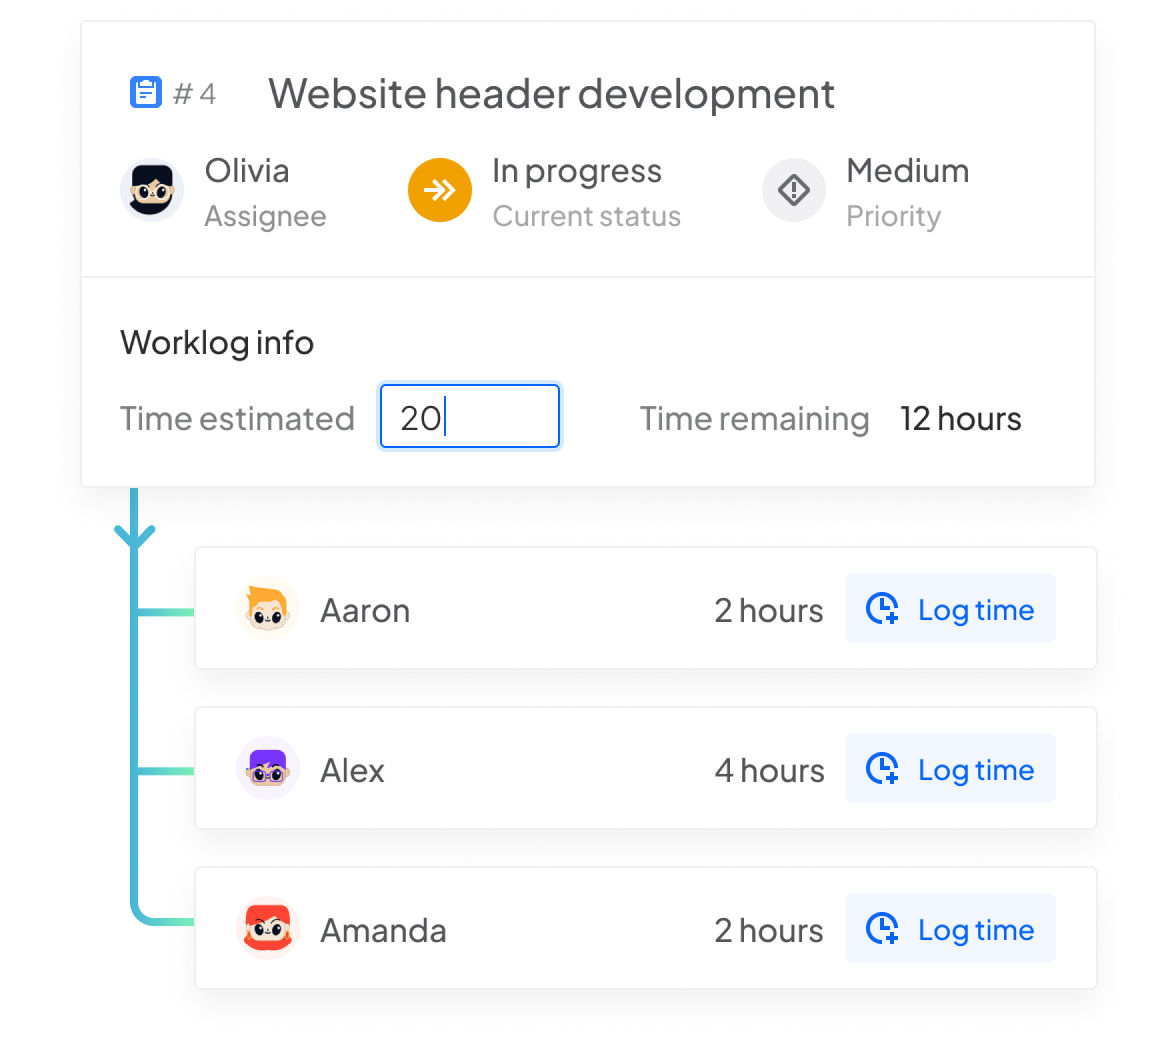 # 4 Website header development
Olivia In progress Medium
Assignee Current status Priority
Worklog info
Time estimated 20 Time remaining 12 hours
Aaron 2 hours Log time
Alex 4 hours Log time
Amanda 2 hours Log time